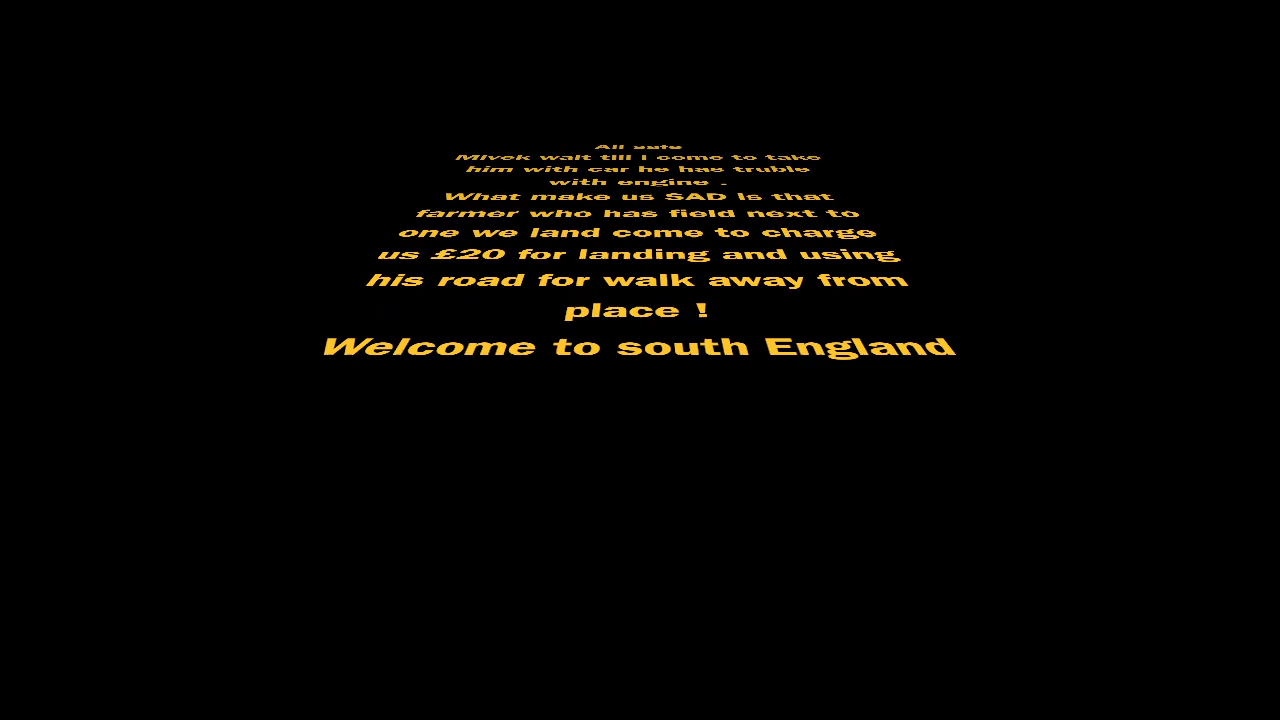 All safe
Mivek wait till I come to take
him with car he has truble
with engine .
What make us SAD is that
farmer who has field next to
one we land come to charge
us £20 for landing and using
his road for walk away from
place !
Welcome to south England